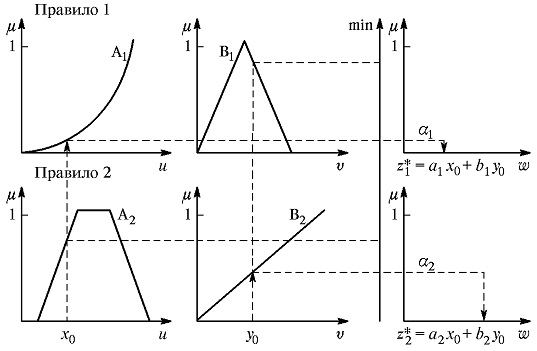 Правило 1
μ 1 A₁ u
μ 1 B₁ υ
min
μ 1 α₁ w
z₁* = a₁x₀ + b₁y₀
Правило 2
μ 1 A₂ u
μ 1 B₂ υ
μ 1 α₂ w
x₀
y₀
z₂* = a₂x₀ + b₂y₀